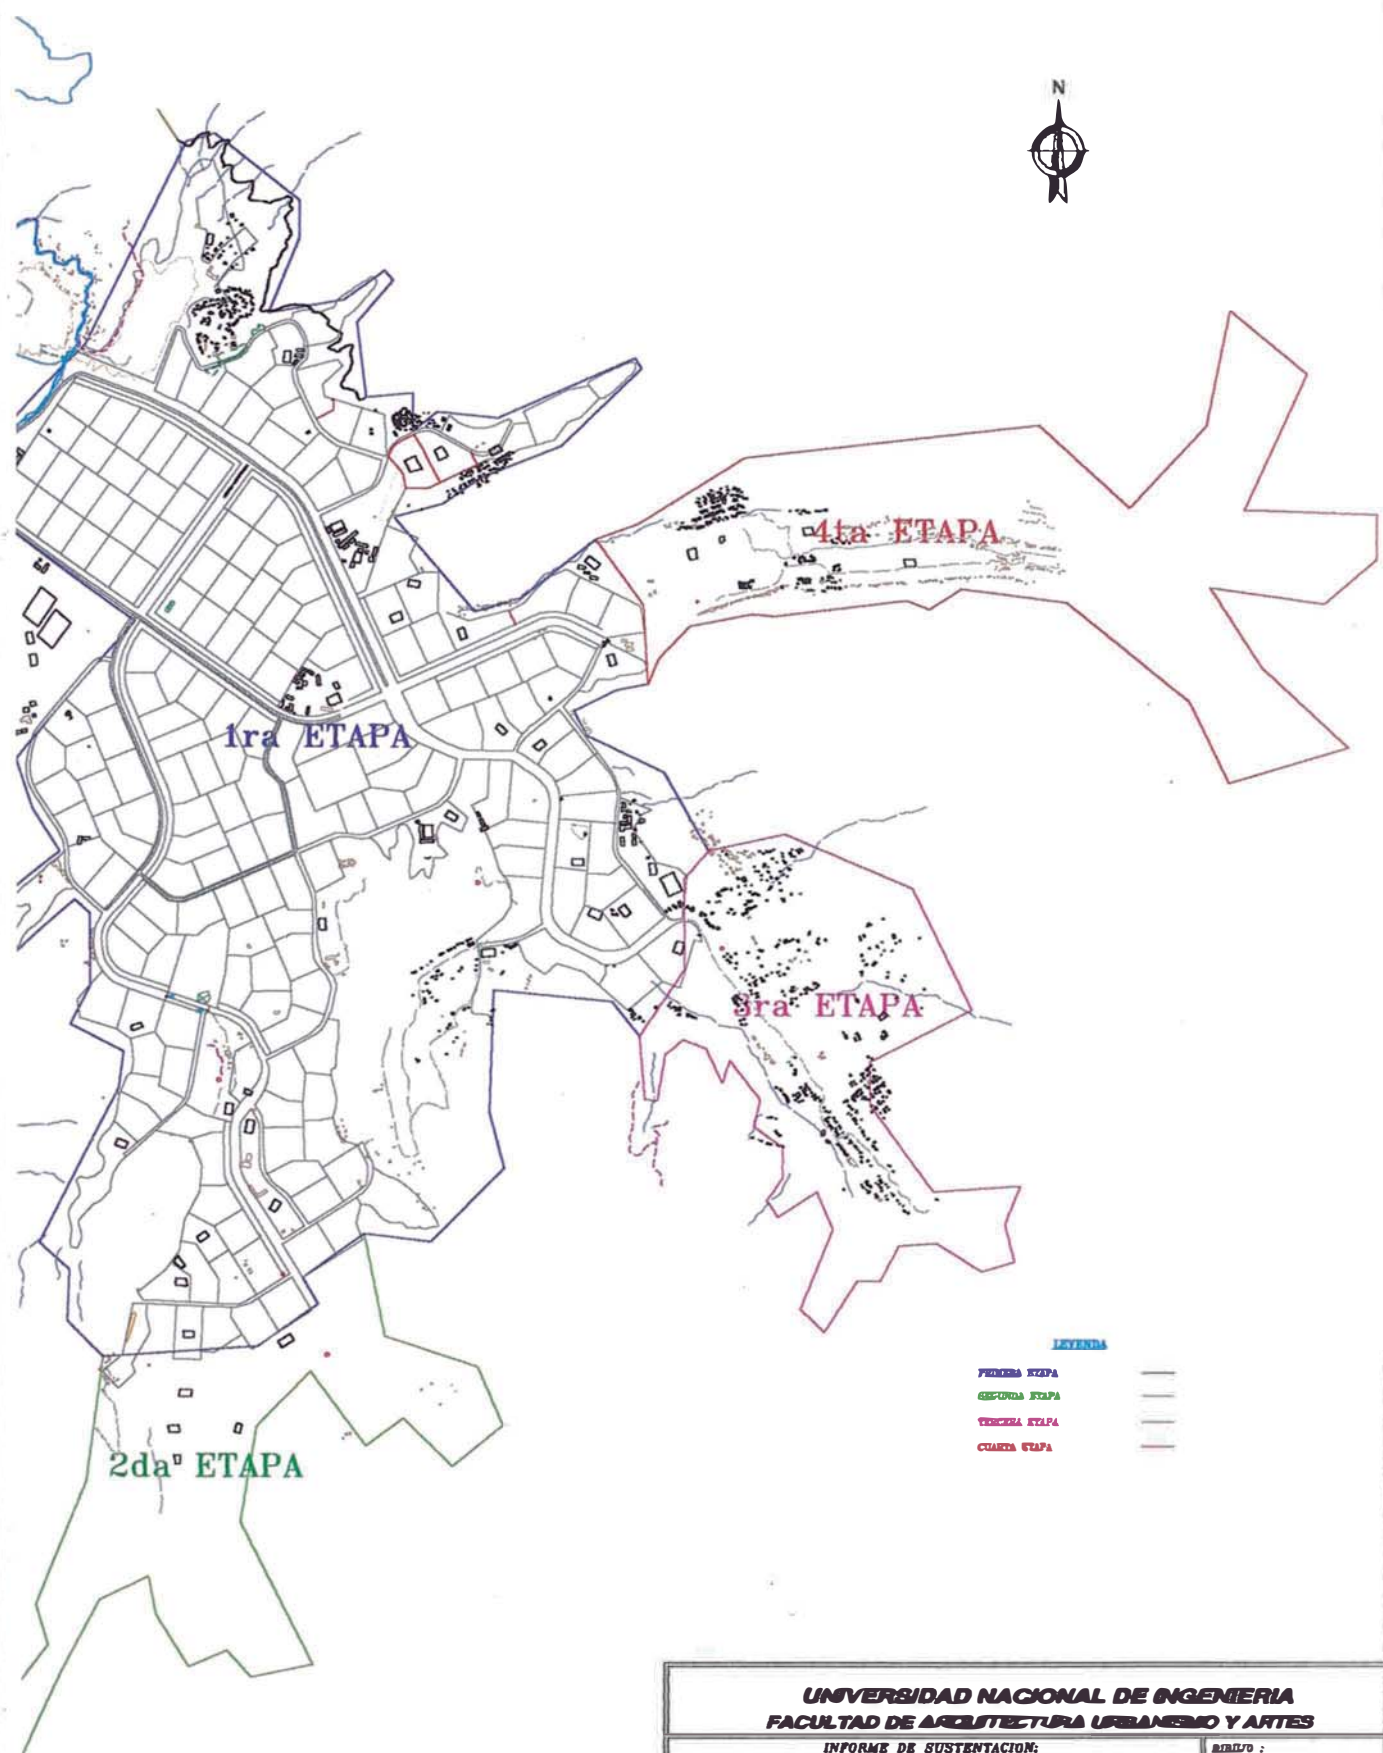 N
4ta ETAPA
1ra ETAPA
3ra ETAPA
LEYENDA
PRIMERA ETAPA
SEGUNDA ETAPA
TERCERA ETAPA
CUARTA ETAPA
2da ETAPA
UNIVERSIDAD NACIONAL DE INGENIERIA
FACULTAD DE ARQUITECTURA URBANISMO Y ARTES
INFORME DE SUSTENTACION:
DIBUJO :